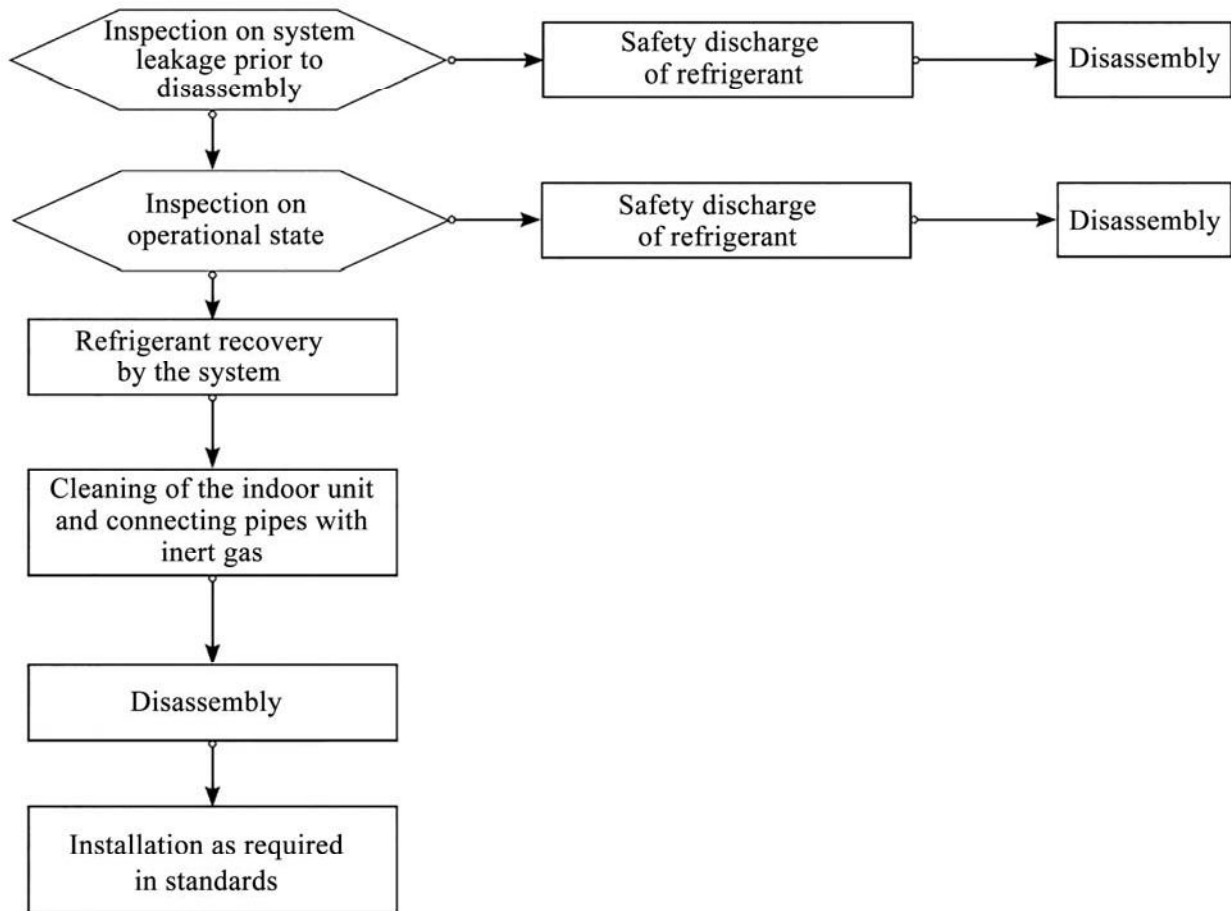 Inspection on system
leakage prior to
disassembly
Safety discharge
of refrigerant
Disassembly
Inspection on
operational state
Safety discharge
of refrigerant
Disassembly
Refrigerant recovery
by the system
Cleaning of the indoor unit
and connecting pipes with
inert gas
Disassembly
Installation as required
in standards